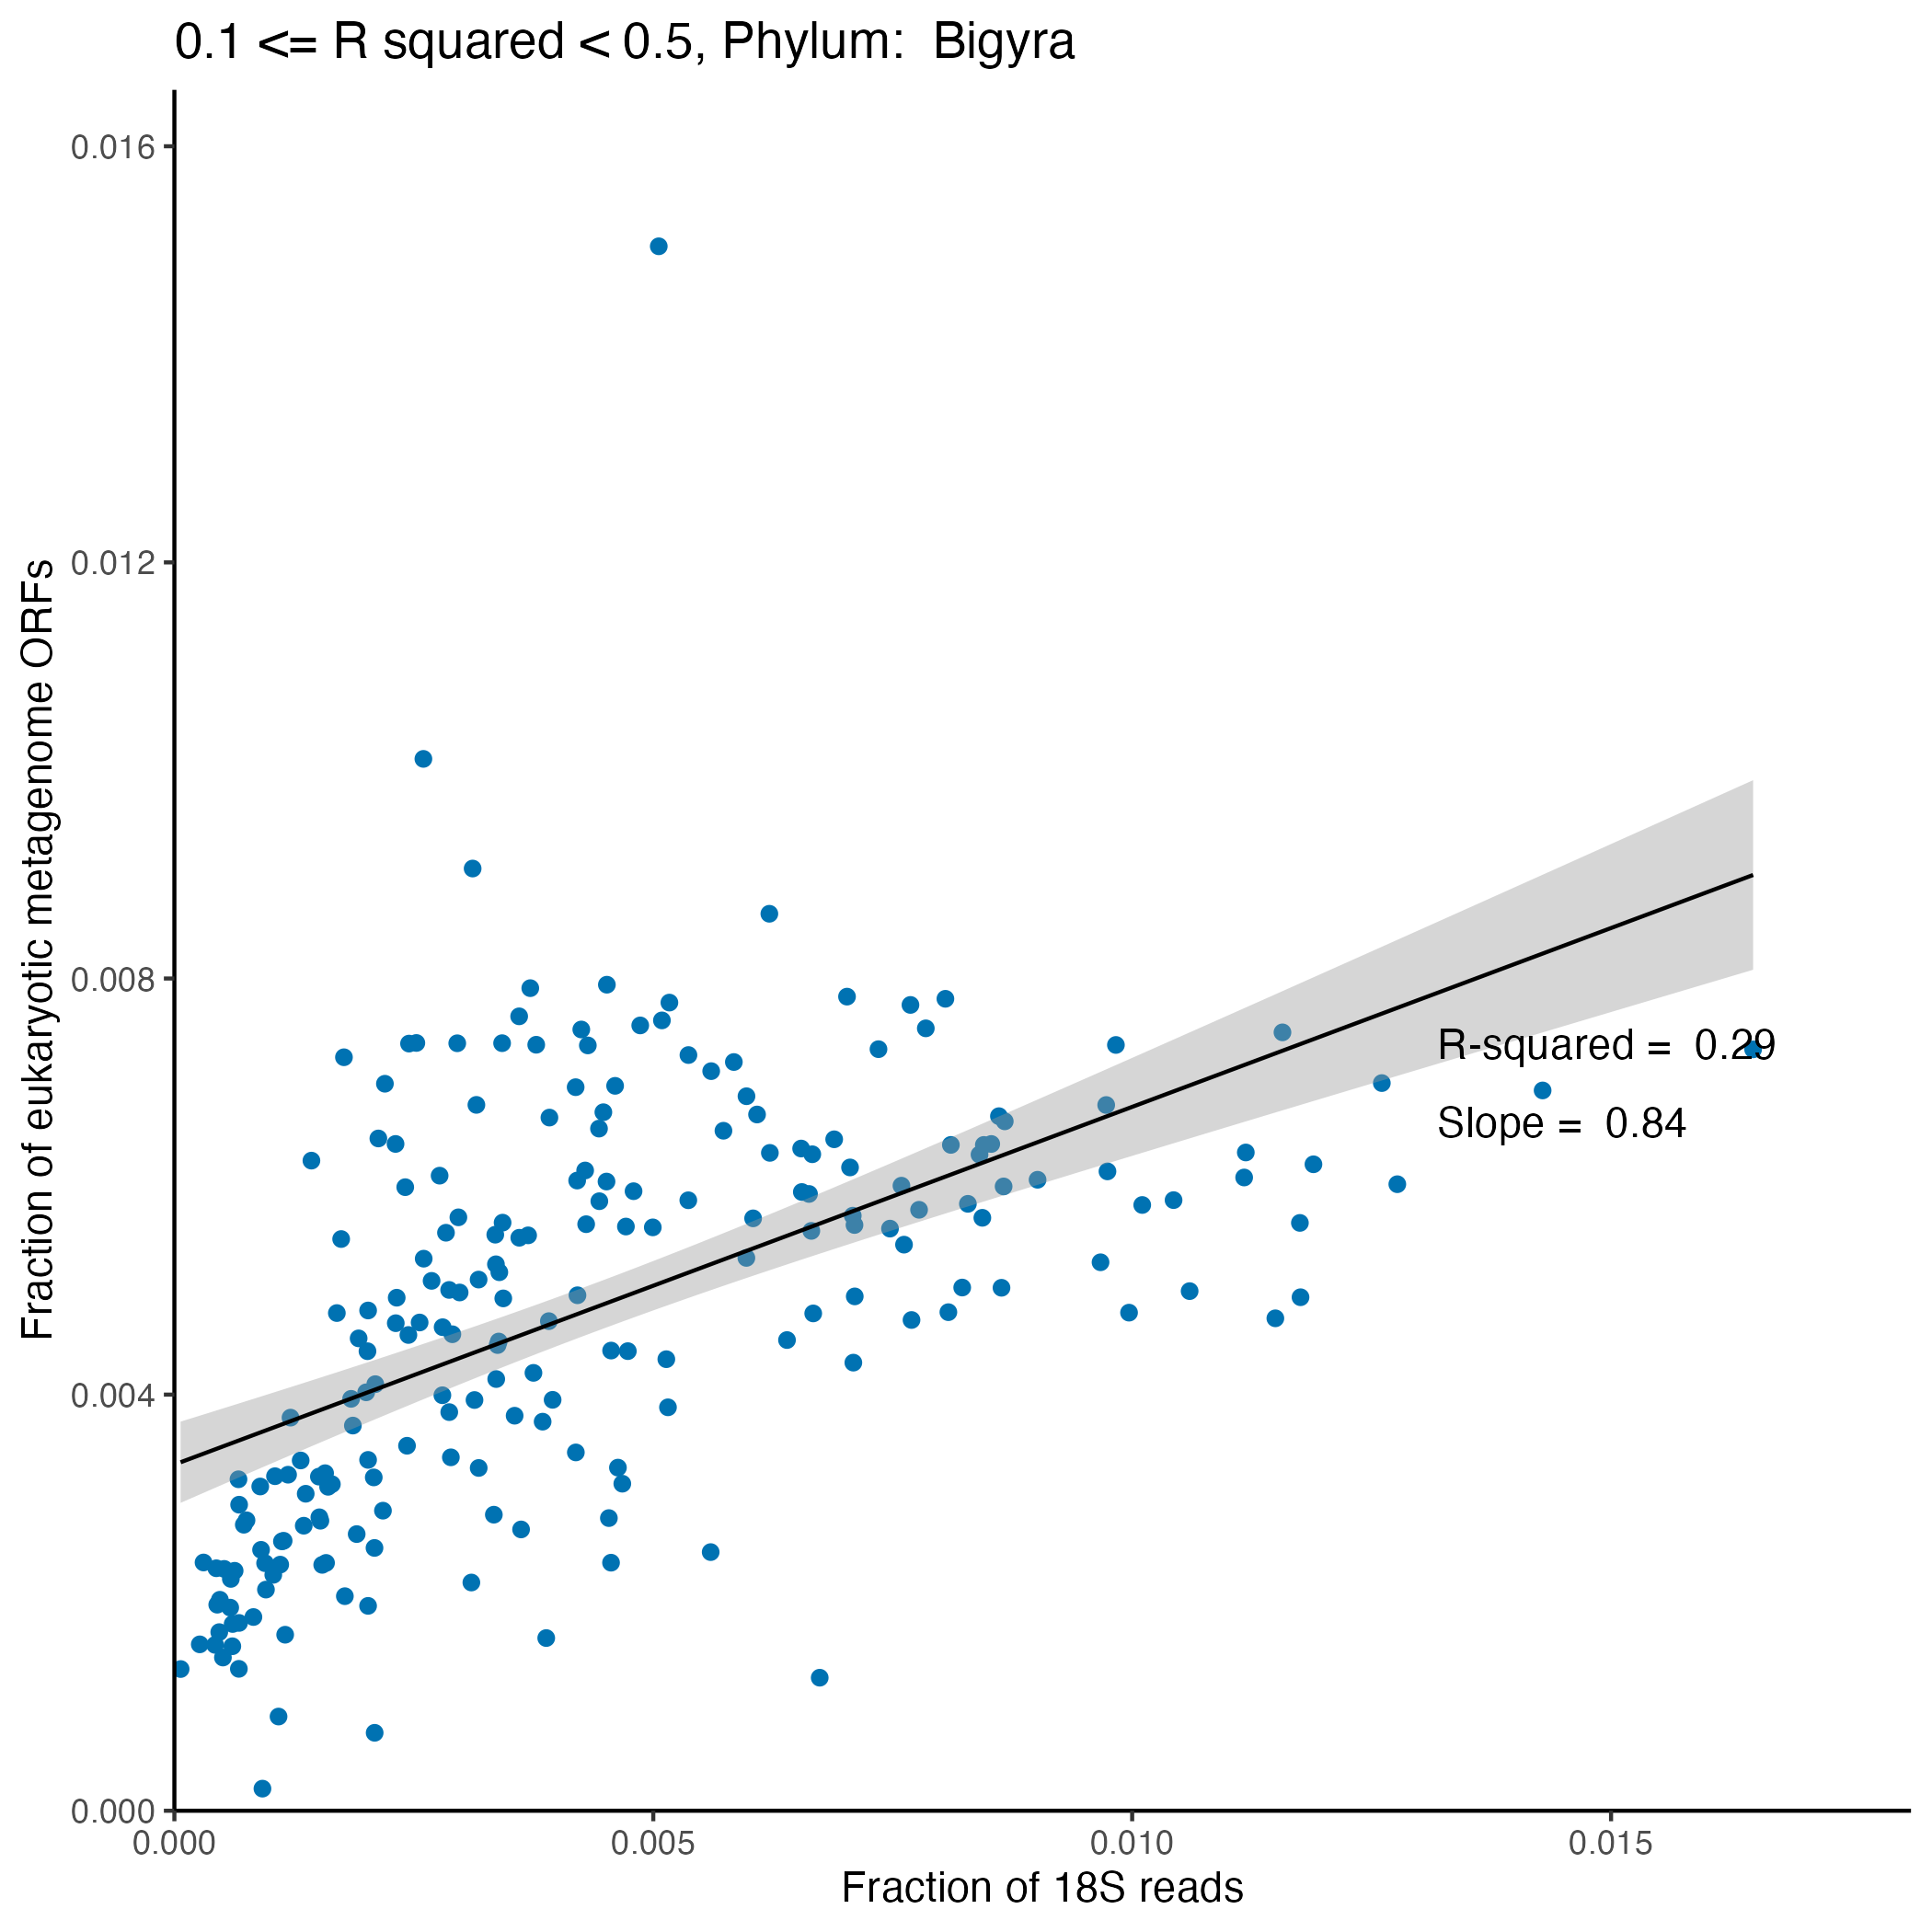 0.1 <= R squared < 0.5, Phylum:  Bigyra
0.016
0.012
0.008
0.004
0.000
Fraction of eukaryotic metagenome ORFs
R-squared =  0.29
Slope =  0.84
0.000
0.005
0.010
0.015
Fraction of 18S reads